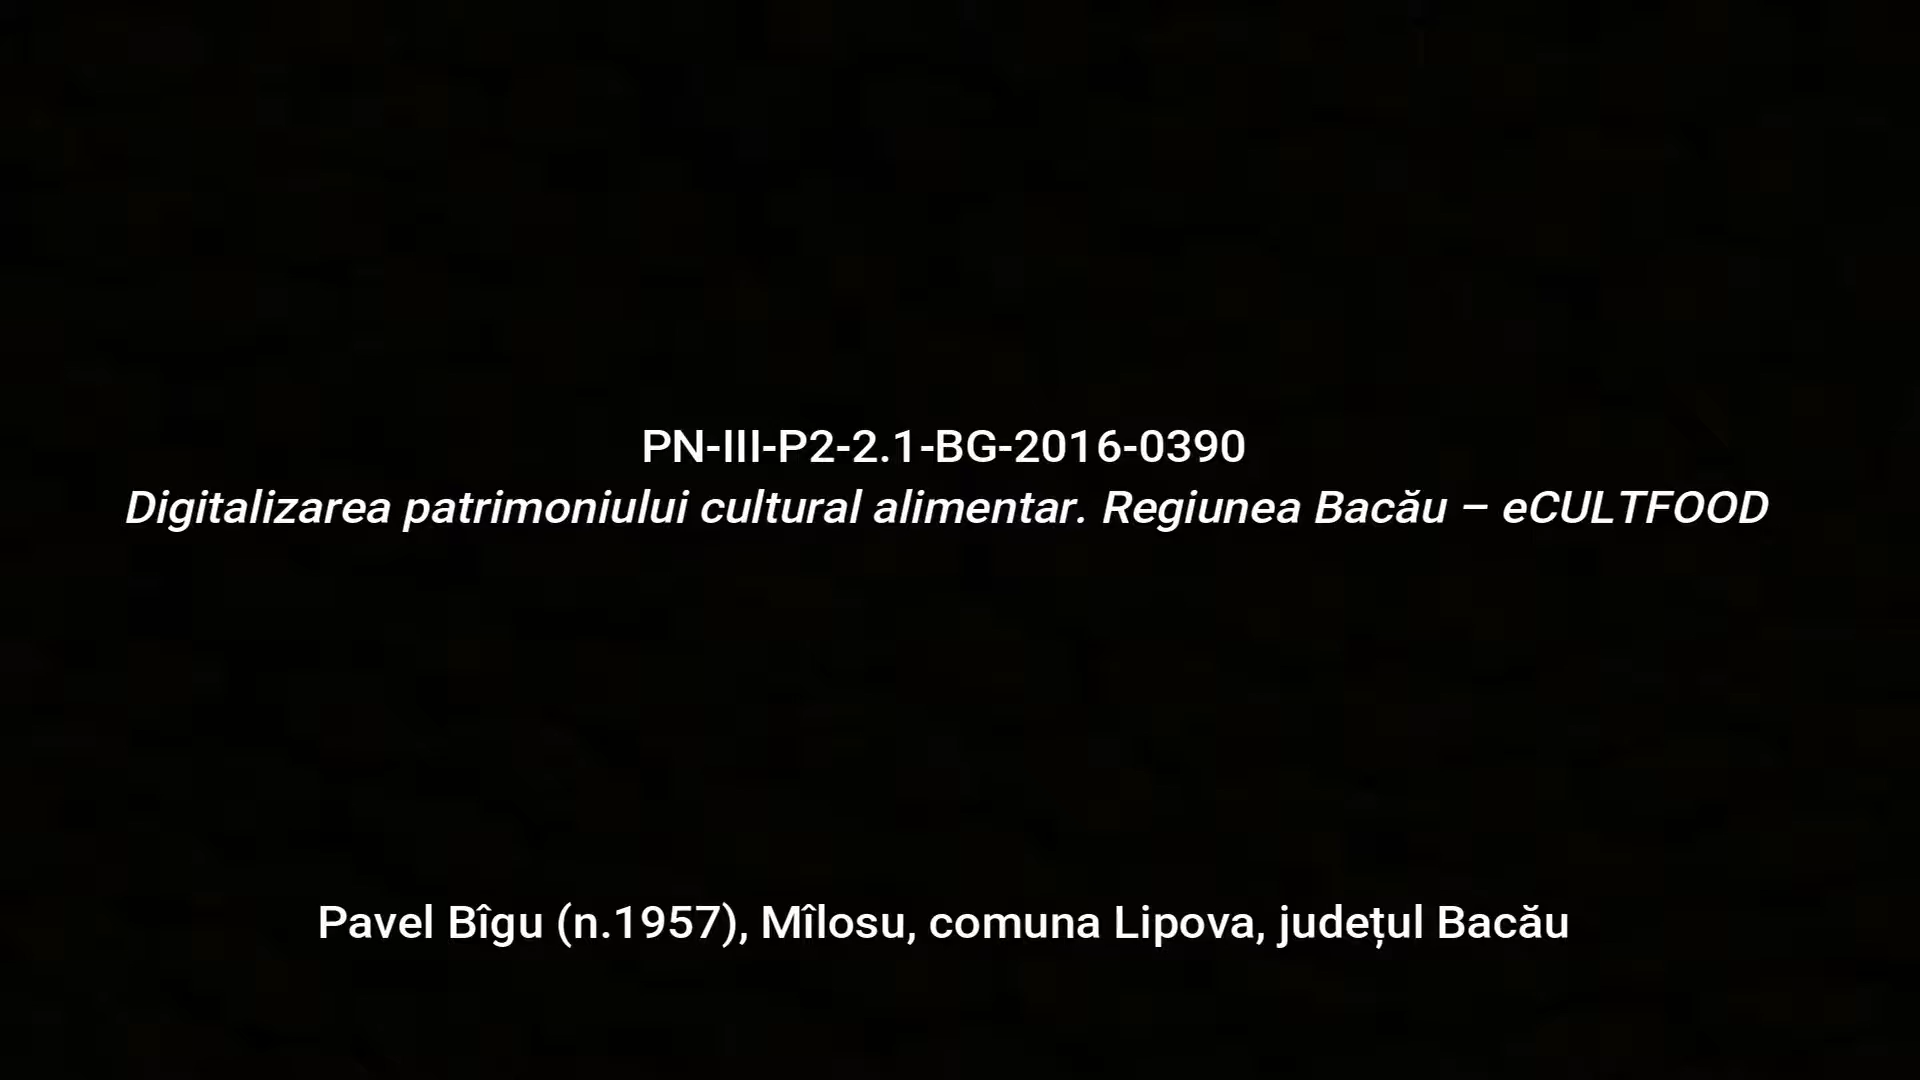 PN-III-P2-2.1-BG-2016-0390
Digitalizarea patrimoniului cultural alimentar. Regiunea Bacău – eCULTFOOD
Pavel Bîgu (n.1957), Mîlosu, comuna Lipova, județul Bacău